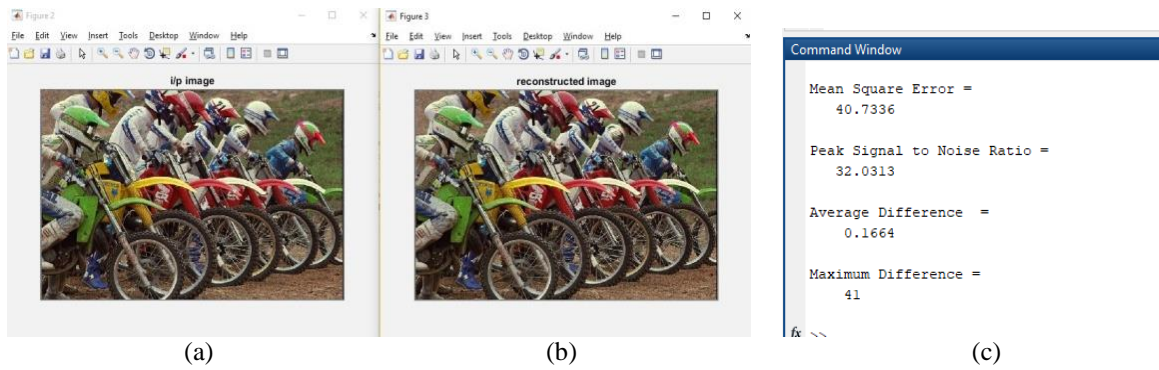 Figure 2
File Edit View Insert Tools Desktop Window Help
i/p image
(a)
Figure 3
File Edit View Insert Tools Desktop Window Help
reconstructed image
(b)
Command Window
Mean Square Error =
40.7336
Peak Signal to Noise Ratio =
32.0313
Average Difference =
0.1664
Maximum Difference =
41
fx >>
(c)